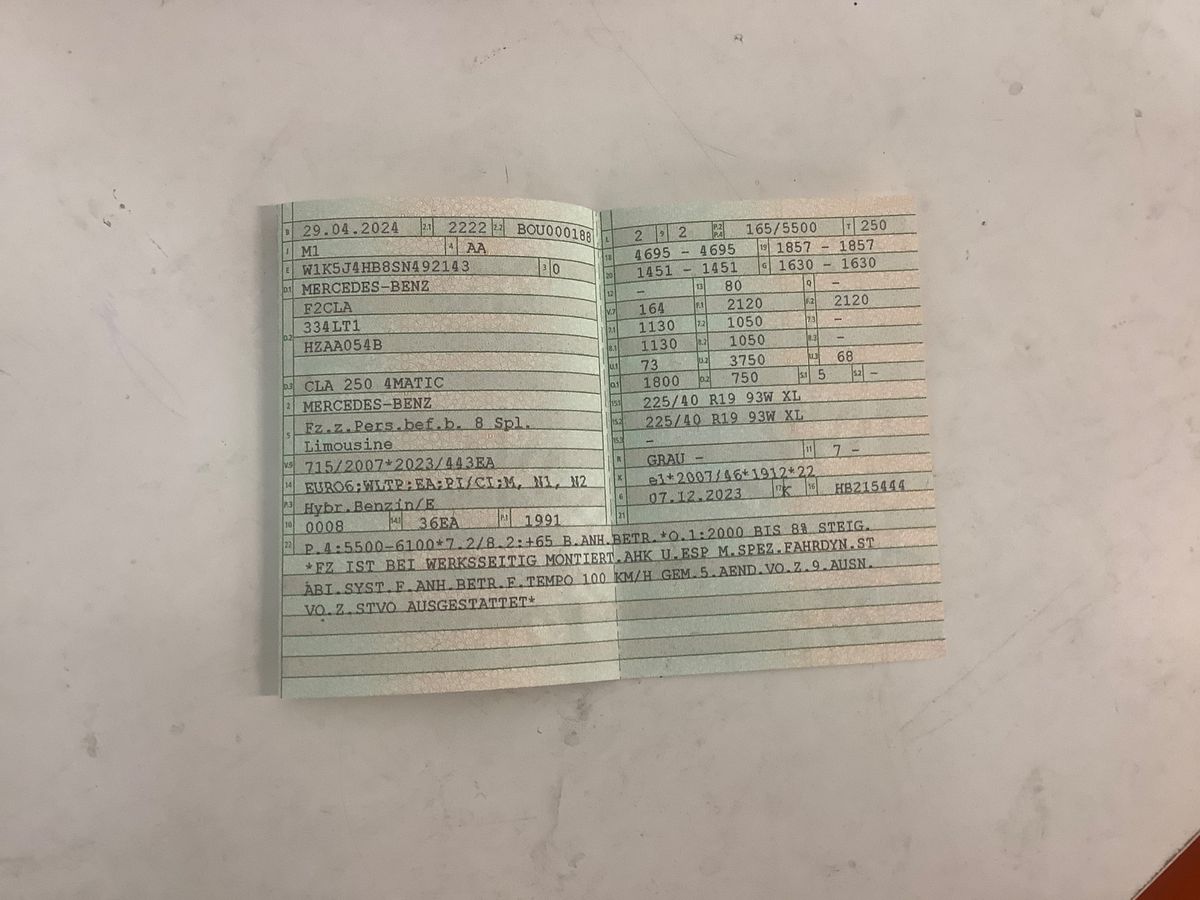 B 29.04.2024 2.1 2222 2.2 BOU000188
J M1 4 AA
E W1K5J4HB8SN492143 3 0
D.1 MERCEDES-BENZ
F2CLA
334LT1
D.2 HZAA054B
D.3 CLA 250 4MATIC
2 MERCEDES-BENZ
5 Fz.z.Pers.bef.b. 8 Spl.
Limousine
V.9 715/2007*2023/443EA
14 EURO6;WLTP;EA;PI/CI;M, N1, N2
P.3 Hybr.Benzin/E
10 0008 14.1 36EA P.1 1991
L 2 9 2 P.2 P.4 165/5500 T 250
18 4695 - 4695 19 1857 - 1857
20 1451 - 1451 G 1630 - 1630
12 - 13 80 Q -
V.7 164 F.1 2120 F.2 2120
7.1 1130 7.2 1050 7.3 -
8.1 1130 8.2 1050 8.3 -
U.1 73 U.2 3750 U.3 68
O.1 1800 O.2 750 S.1 5 S.2 -
15.1 225/40 R19 93W XL
15.2 225/40 R19 93W XL
15.3 -
R GRAU - 11 7 -
K e1*2007/46*1912*22
6 07.12.2023 17 K 16 HB215444
21
22 P.4:5500-6100*7.2/8.2:+65 B.ANH.BETR.*O.1:2000 BIS 8% STEIG.
*FZ IST BEI WERKSSEITIG MONTIERT.AHK U.ESP M.SPEZ.FAHRDYN.ST
ABI.SYST.F.ANH.BETR.F.TEMPO 100 KM/H GEM.5.AEND.VO.Z.9.AUSN.
VO.Z.STVO AUSGESTATTET*